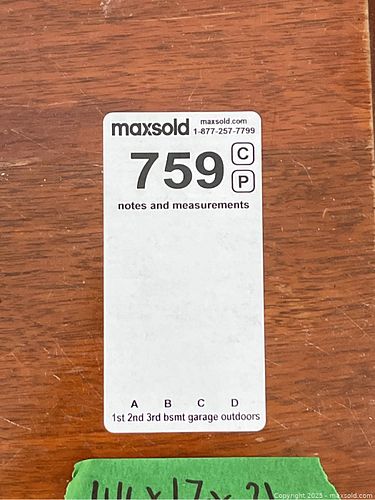 maxsold maxsold.com
1-877-257-7799
759 C
P
notes and measurements
A B C D
1st 2nd 3rd bsmt garage outdoors
Copyright 2025 - maxsold.com